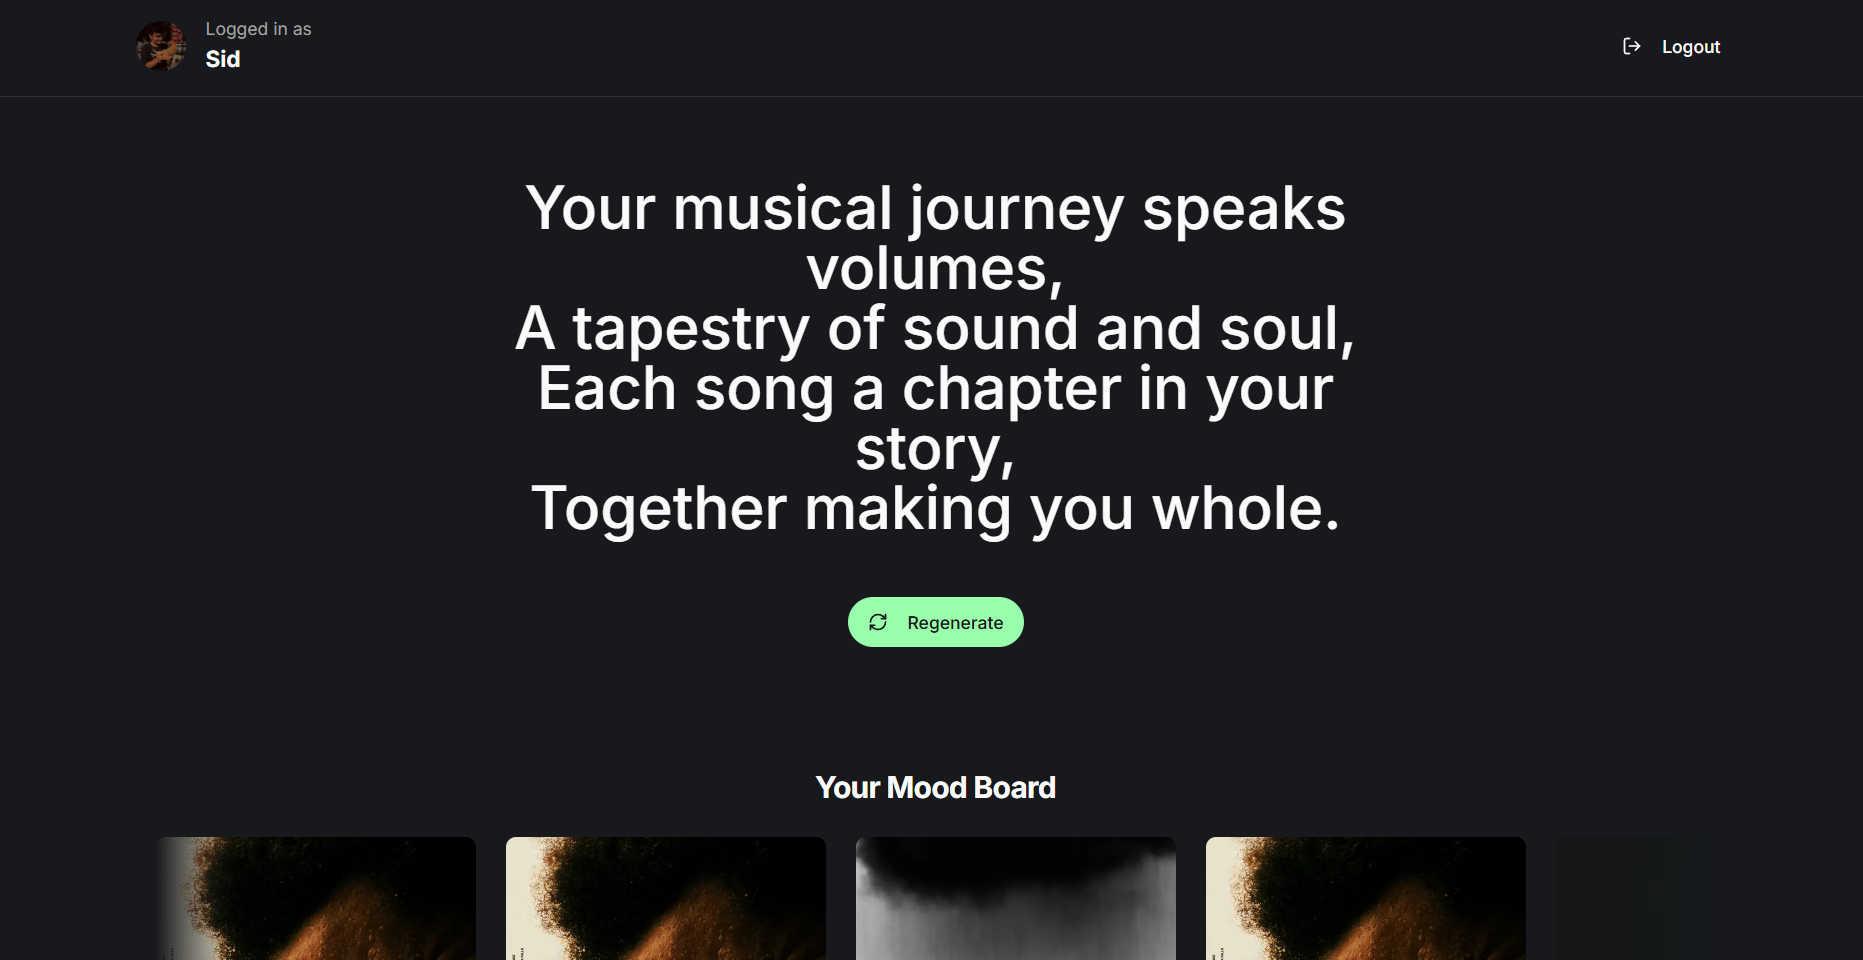 Logged in as
Sid
Logout
Your musical journey speaks
volumes,
A tapestry of sound and soul,
Each song a chapter in your
story,
Together making you whole.
Regenerate
Your Mood Board